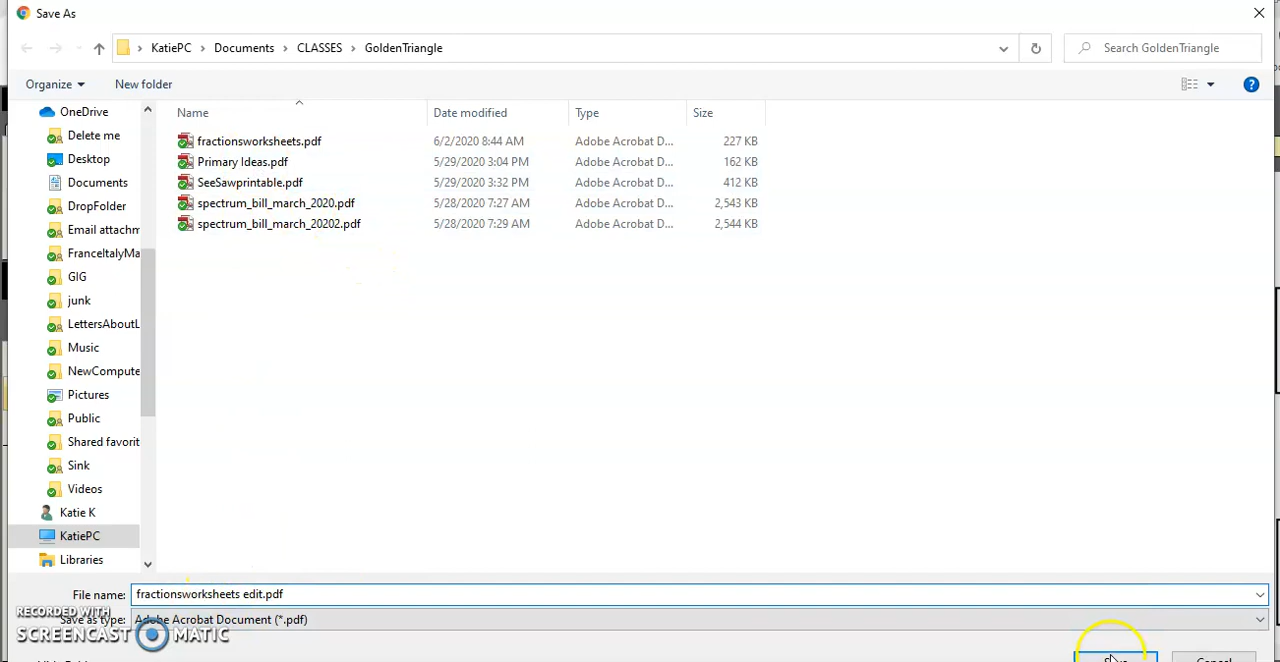 Save As
KatiePC > Documents > CLASSES > GoldenTriangle
Search GoldenTriangle
Organize
New folder
Name
Date modified
Type
Size
OneDrive
Delete me
Desktop
Documents
DropFolder
Email attachm
FranceItalyMa
GIG
junk
LettersAboutL
Music
NewCompute
Pictures
Public
Shared favorit
Sink
Videos
Katie K
KatiePC
Libraries
fractionsworksheets.pdf 6/2/2020 8:44 AM Adobe Acrobat D... 227 KB
Primary Ideas.pdf 5/29/2020 3:04 PM Adobe Acrobat D... 162 KB
SeeSawprintable.pdf 5/29/2020 3:32 PM Adobe Acrobat D... 412 KB
spectrum_bill_march_2020.pdf 5/28/2020 7:27 AM Adobe Acrobat D... 2,543 KB
spectrum_bill_march_20202.pdf 5/28/2020 7:29 AM Adobe Acrobat D... 2,544 KB
File name: fractionsworksheets edit.pdf
Save as type: Adobe Acrobat Document (*.pdf)
RECORDED WITH
SCREENCAST MATIC
Cancel